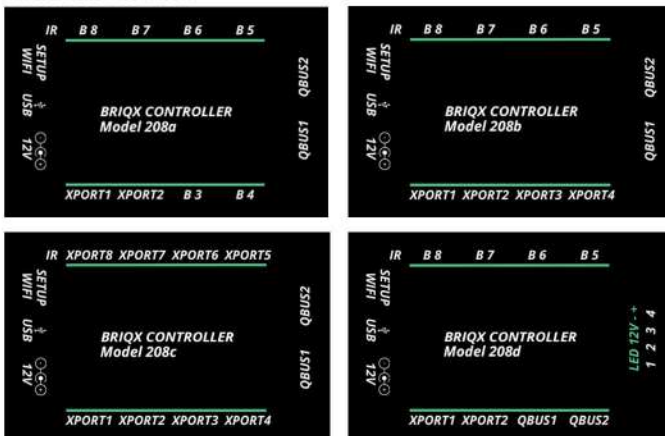 IR B 8 B 7 B 6 B 5
SETUP
WIFI
USB
12V
BRIQX CONTROLLER
Model 208a
QBUS2
QBUS1
XPORT1 XPORT2 B 3 B 4
IR B 8 B 7 B 6 B 5
SETUP
WIFI
USB
12V
BRIQX CONTROLLER
Model 208b
QBUS2
QBUS1
XPORT1 XPORT2 XPORT3 XPORT4
IR XPORT8 XPORT7 XPORT6 XPORT5
SETUP
WIFI
USB
12V
BRIQX CONTROLLER
Model 208c
QBUS2
QBUS1
XPORT1 XPORT2 XPORT3 XPORT4
IR B 8 B 7 B 6 B 5
SETUP
WIFI
USB
12V
BRIQX CONTROLLER
Model 208d
LED 12V - +
1 2 3 4
XPORT1 XPORT2 QBUS1 QBUS2